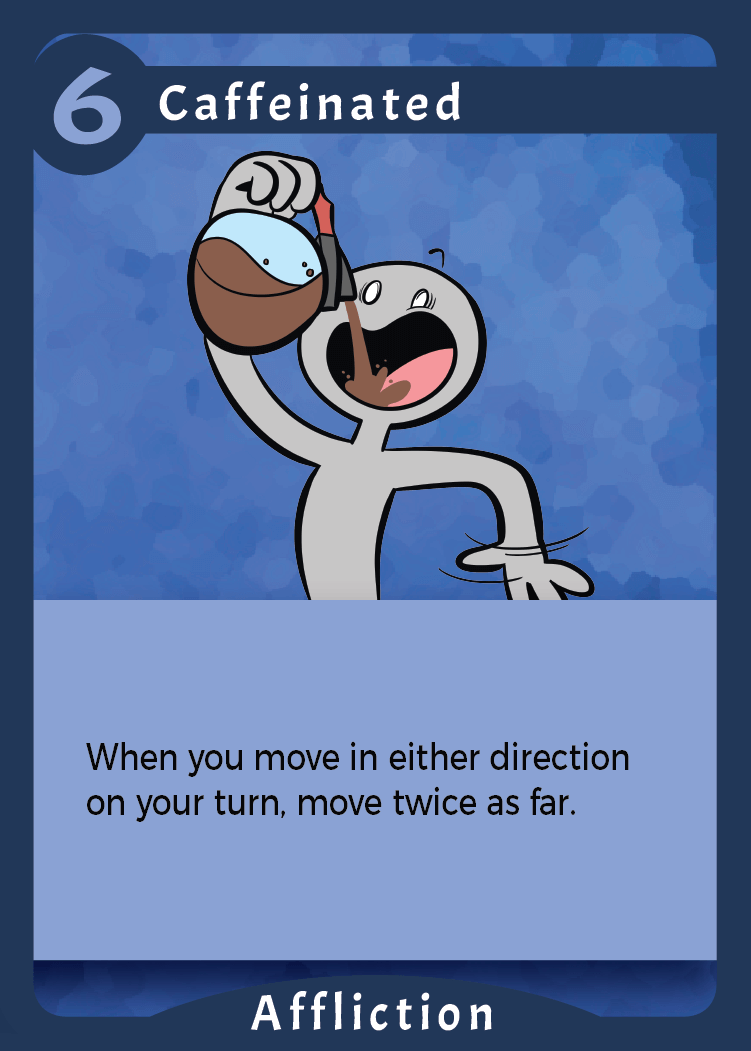 6
Caffeinated
When you move in either direction
on your turn, move twice as far.
Affliction